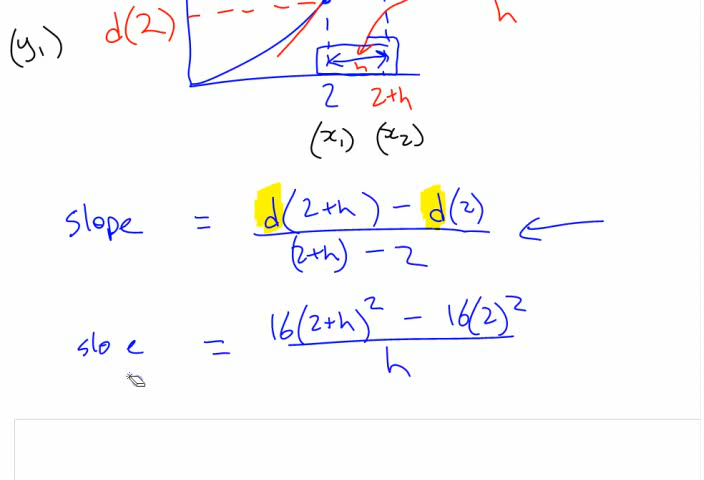 h
(y₁) d(2)
h
2 2+h
(x₁) (x₂)
slope = d(2+h) - d(2) / (2+h) - 2
slo e = 16(2+h)² - 16(2)² / h